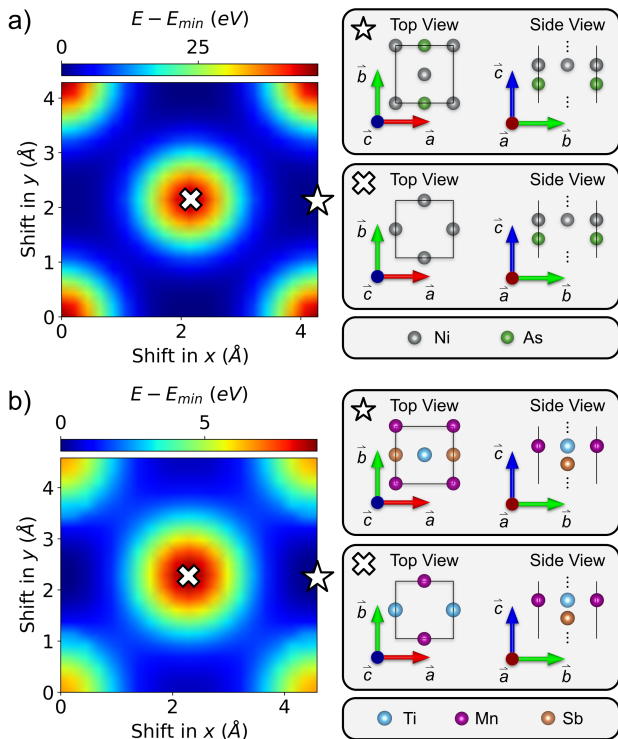 a)
E − E_min (eV)
0 25
4
3
2
1
0
Shift in y (Å)
0 2 4
Shift in x (Å)
Top View Side View
b⃗
c⃗ a⃗
c⃗
⋮
⋮
a⃗ b⃗
Top View Side View
b⃗
c⃗ a⃗
c⃗
⋮
⋮
a⃗ b⃗
Ni As
b)
E − E_min (eV)
0 5
4
3
2
1
0
Shift in y (Å)
0 2 4
Shift in x (Å)
Top View Side View
b⃗
c⃗ a⃗
c⃗
⋮
⋮
a⃗ b⃗
Top View Side View
b⃗
c⃗ a⃗
c⃗
⋮
⋮
a⃗ b⃗
Ti Mn Sb